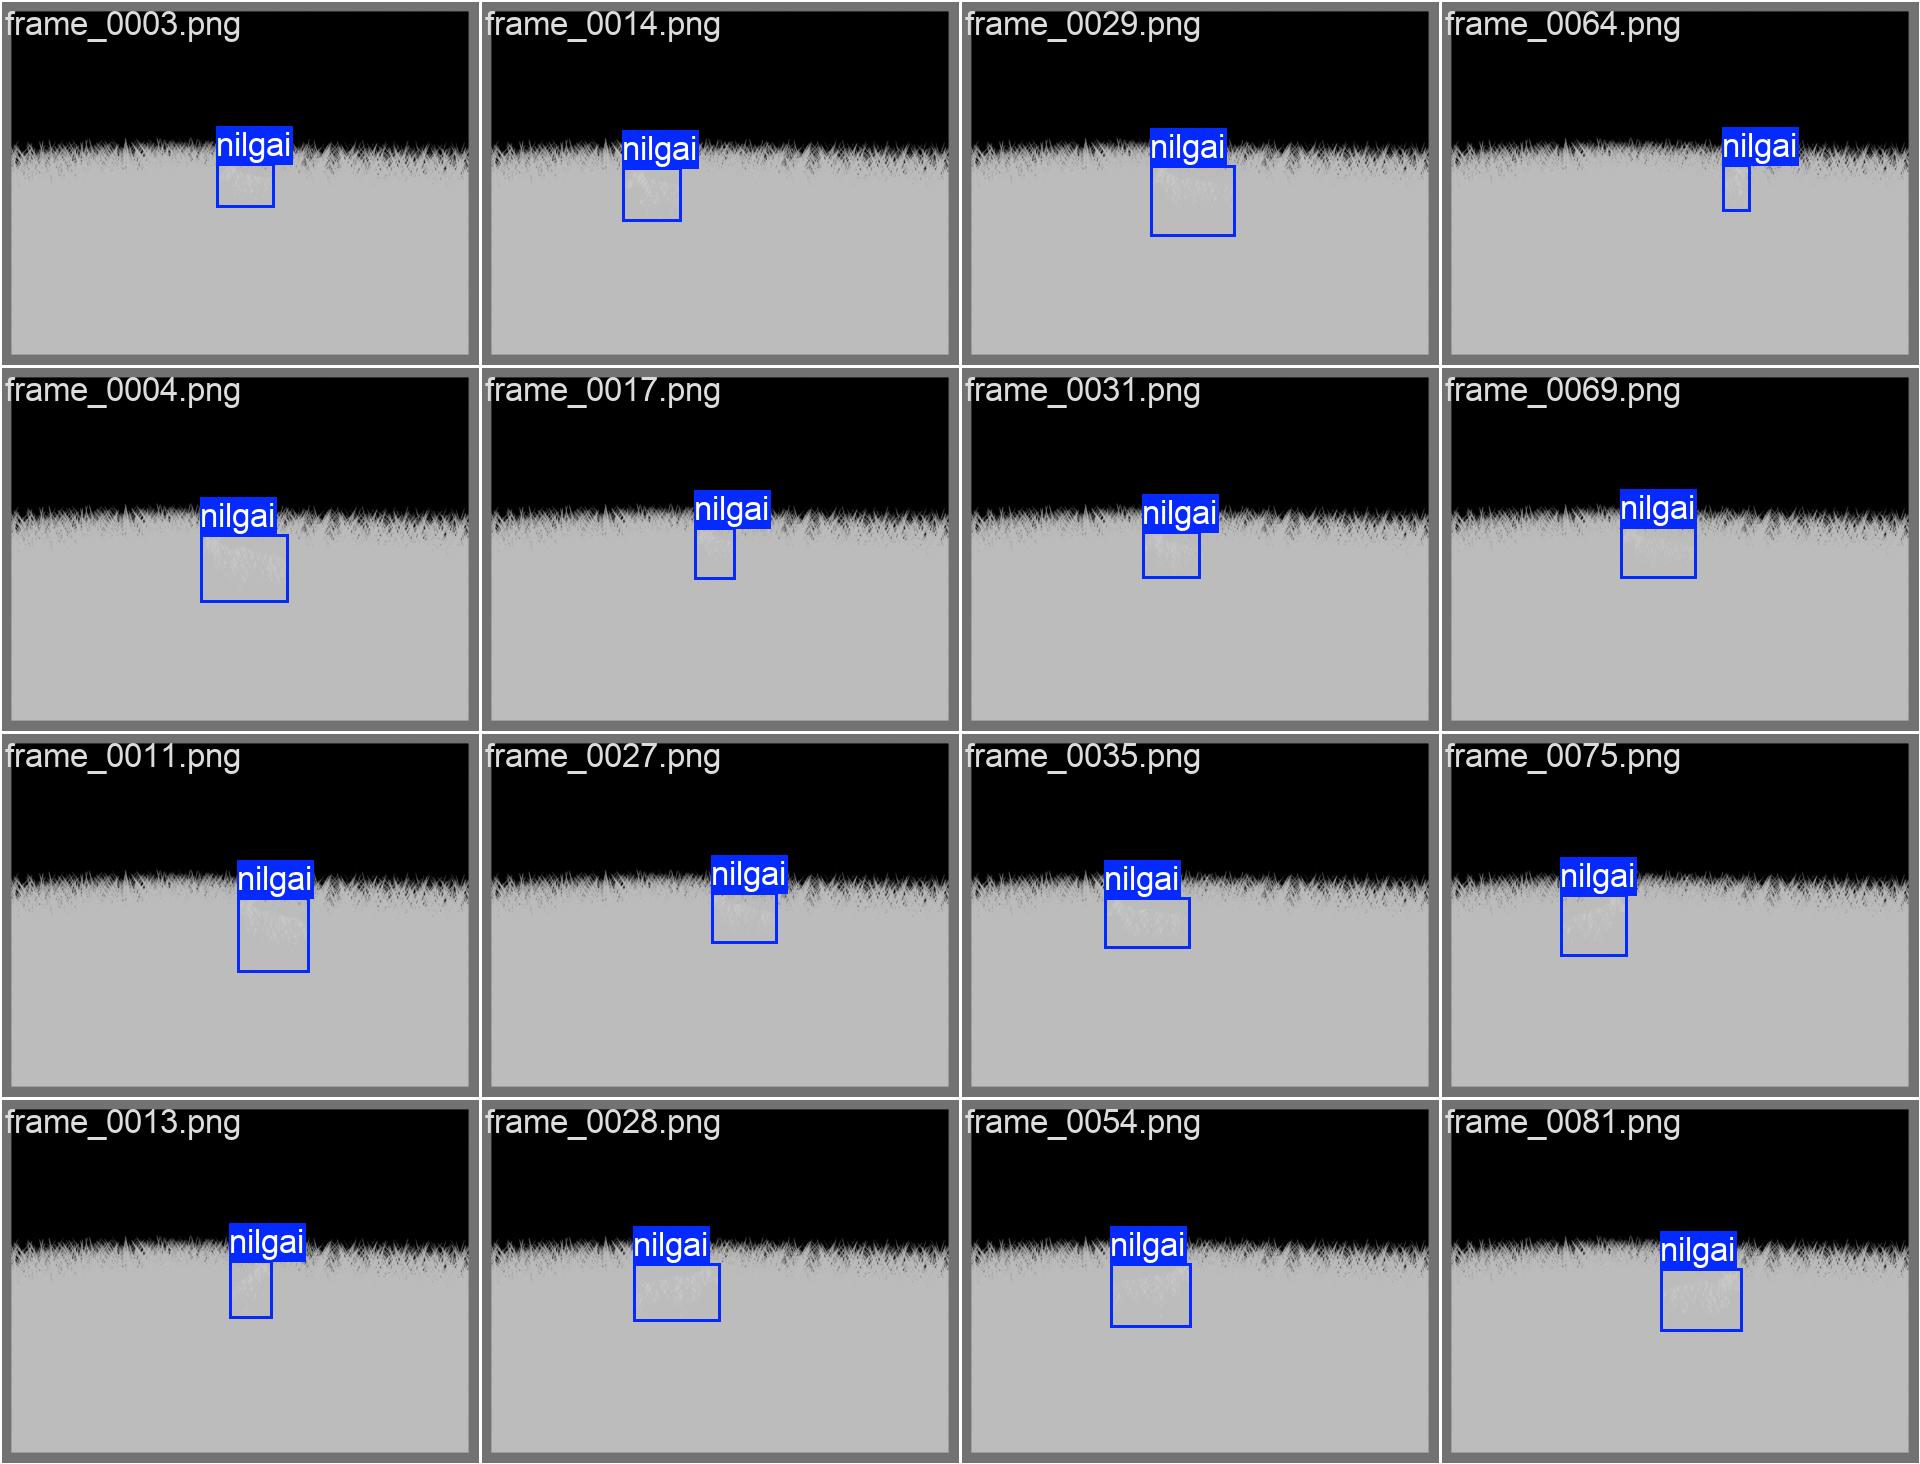 frame_0003.png
nilgai
frame_0014.png
nilgai
frame_0029.png
nilgai
frame_0064.png
nilgai
frame_0004.png
nilgai
frame_0017.png
nilgai
frame_0031.png
nilgai
frame_0069.png
nilgai
frame_0011.png
nilgai
frame_0027.png
nilgai
frame_0035.png
nilgai
frame_0075.png
nilgai
frame_0013.png
nilgai
frame_0028.png
nilgai
frame_0054.png
nilgai
frame_0081.png
nilgai